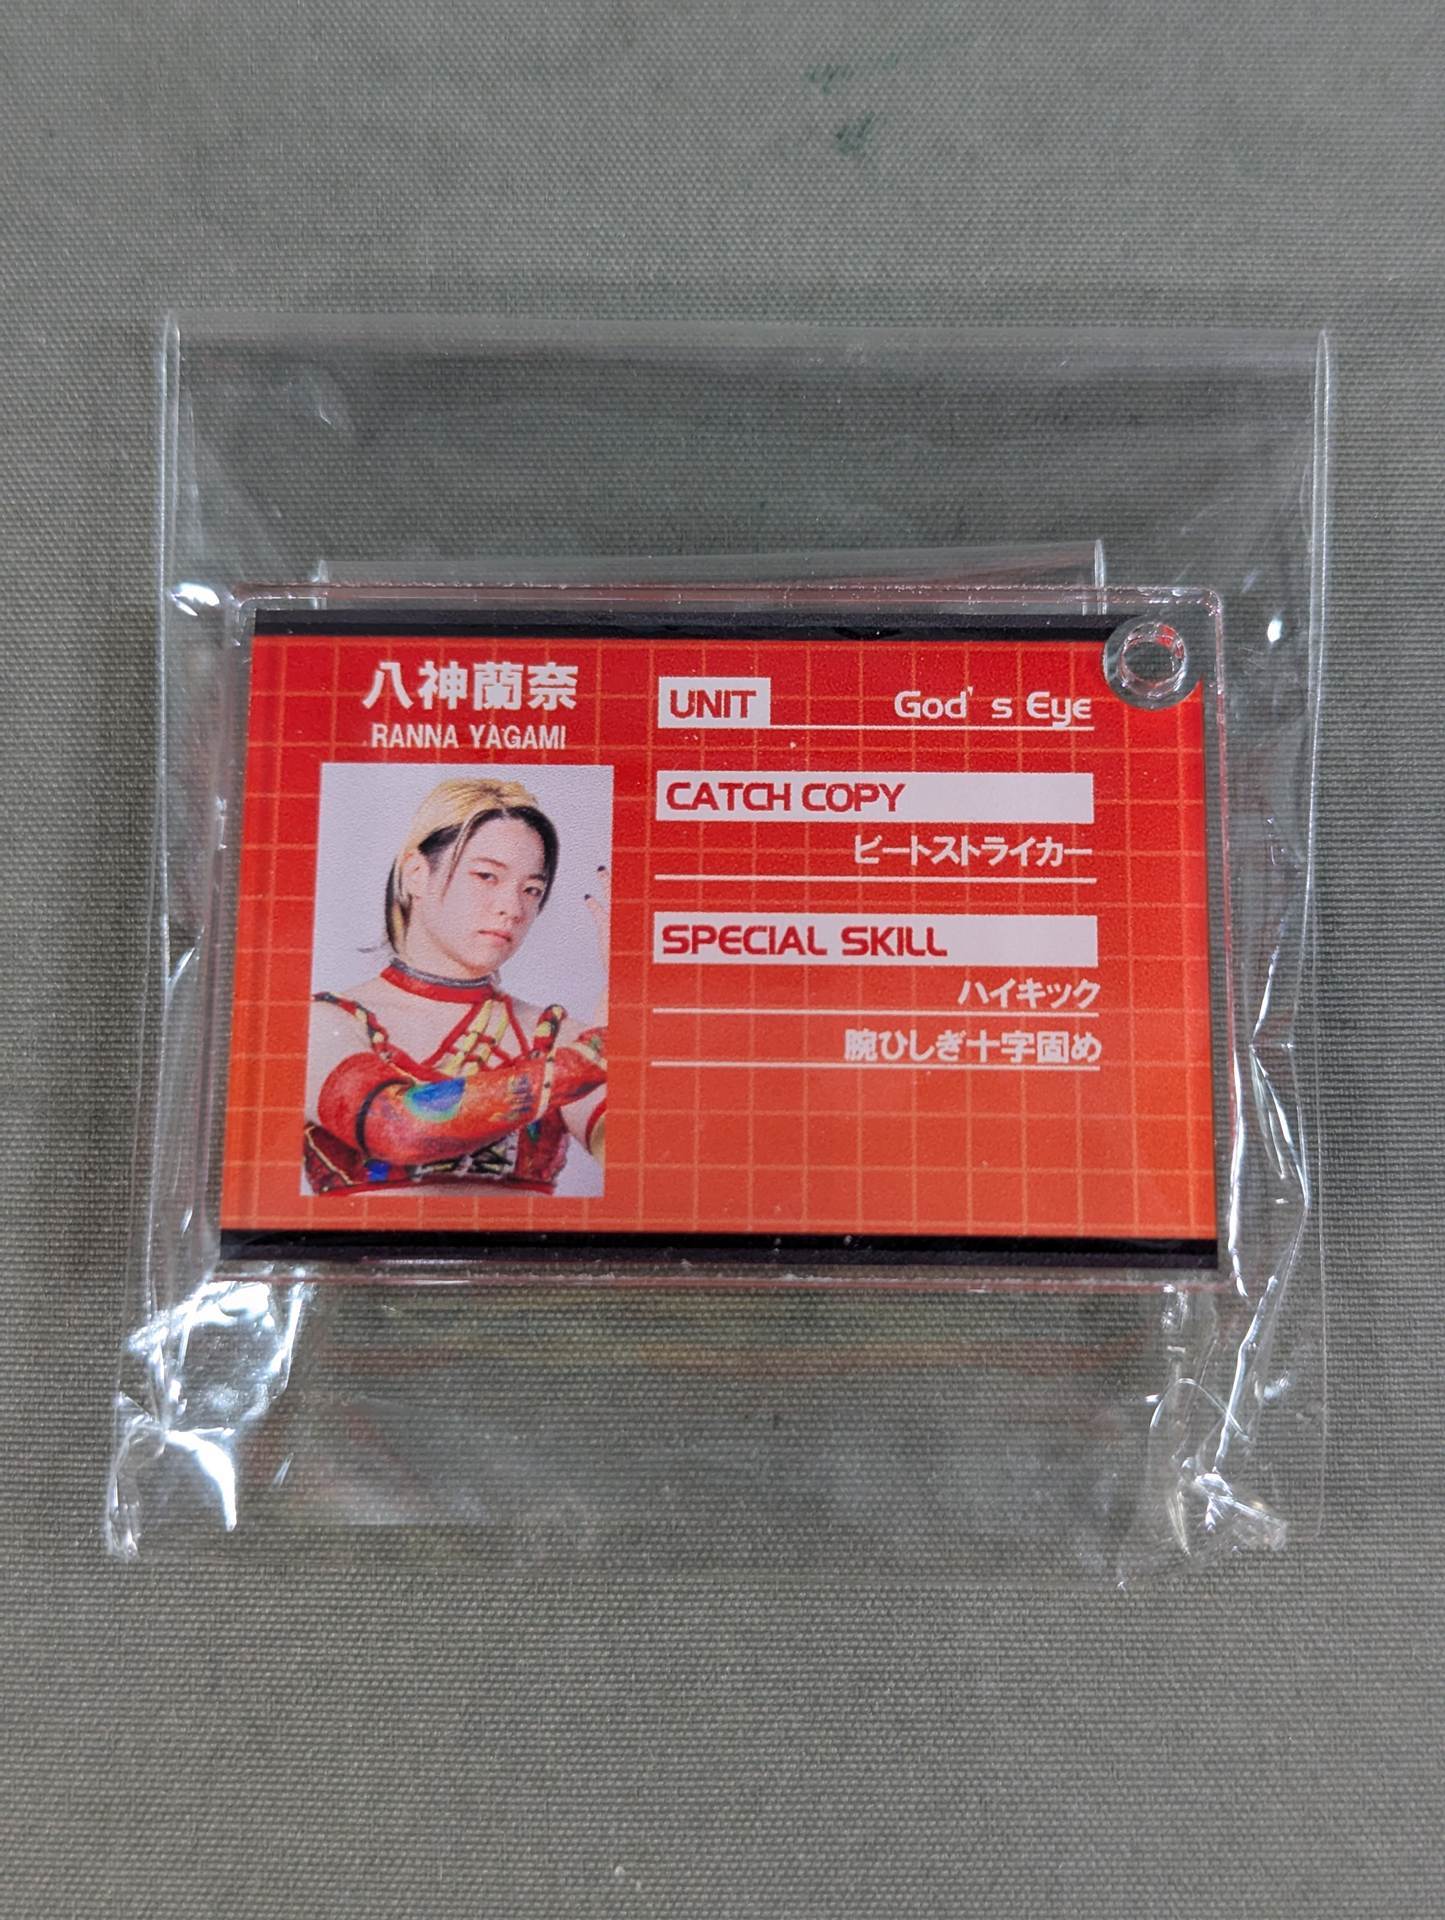 八神蘭奈
RANNA YAGAMI
UNIT God's Eye
CATCH COPY
ビートストライカー
SPECIAL SKILL
ハイキック
腕ひしぎ十字固め